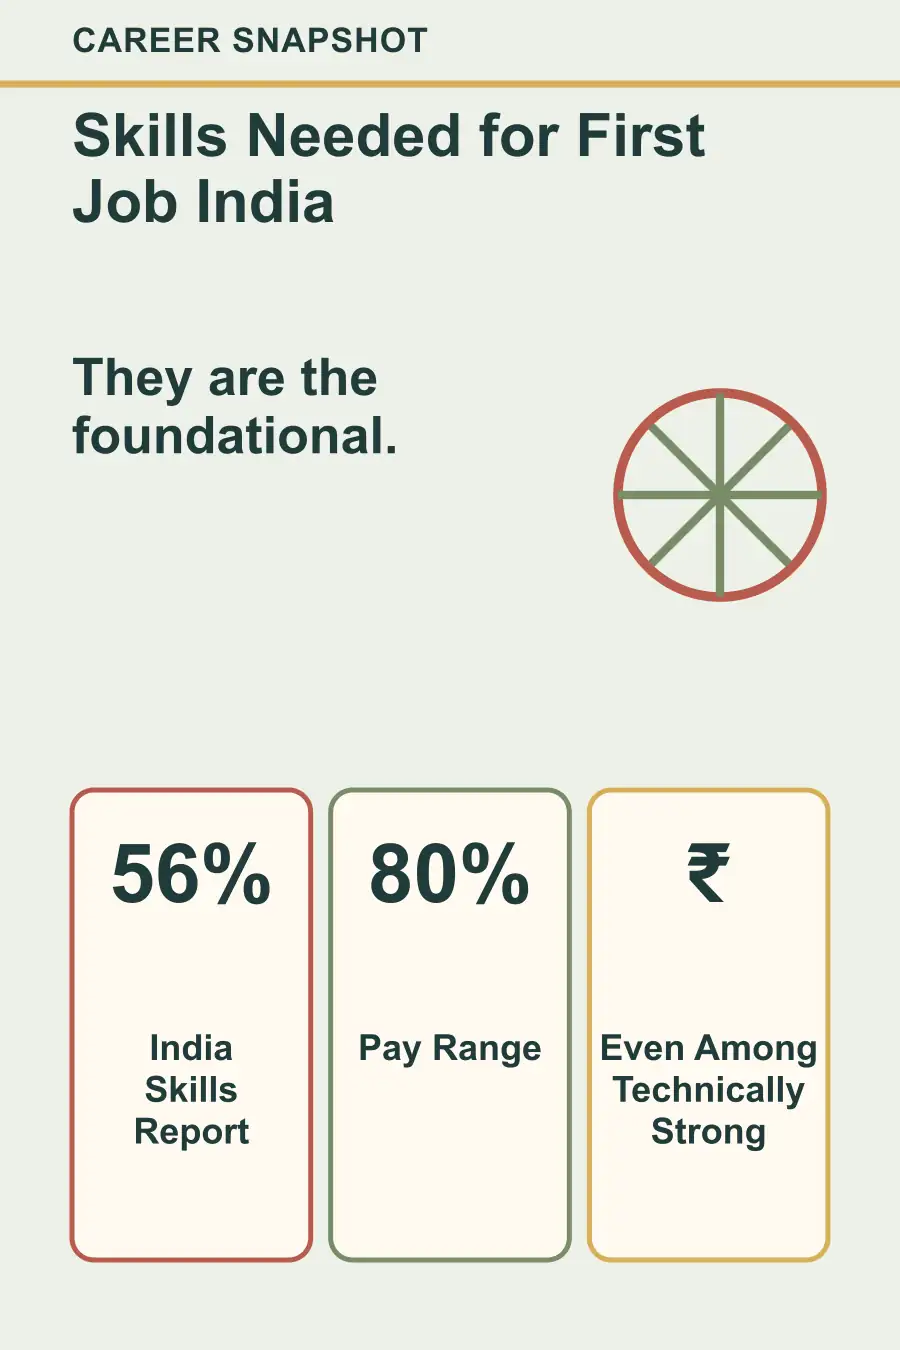 CAREER SNAPSHOT
Skills Needed for First
Job India
They are the
foundational.
56%
India
Skills
Report
80%
Pay Range
₹
Even Among
Technically
Strong